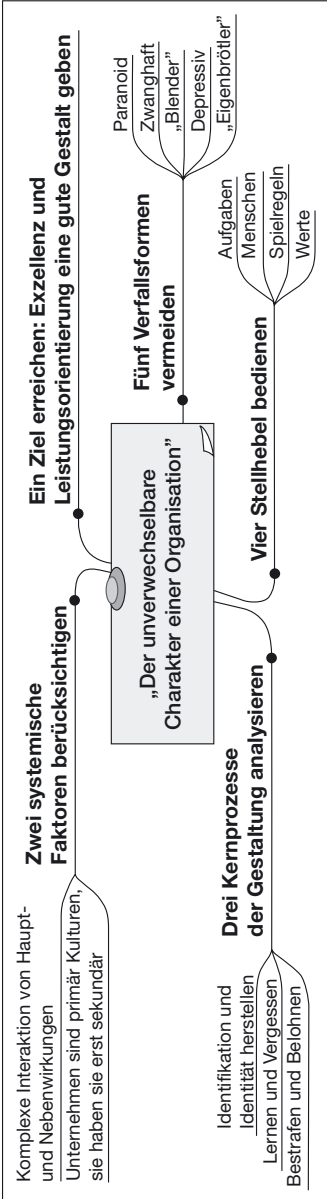 Ein Ziel erreichen: Exzellenz und
Leistungsorientierung eine gute Gestalt geben
Zwei systemische
Faktoren berücksichtigen
Komplexe Interaktion von Haupt-
und Nebenwirkungen
Unternehmen sind primär Kulturen,
sie haben sie erst sekundär
„Der unverwechselbare
Charakter einer Organisation”
Drei Kernprozesse
der Gestaltung analysieren
Identifikation und
Identität herstellen
Lernen und Vergessen
Bestrafen und Belohnen
Vier Stellhebel bedienen
Aufgaben
Menschen
Spielregeln
Werte
Fünf Verfallsformen
vermeiden
Paranoid
Zwanghaft
„Blender”
Depressiv
„Eigenbrötler”